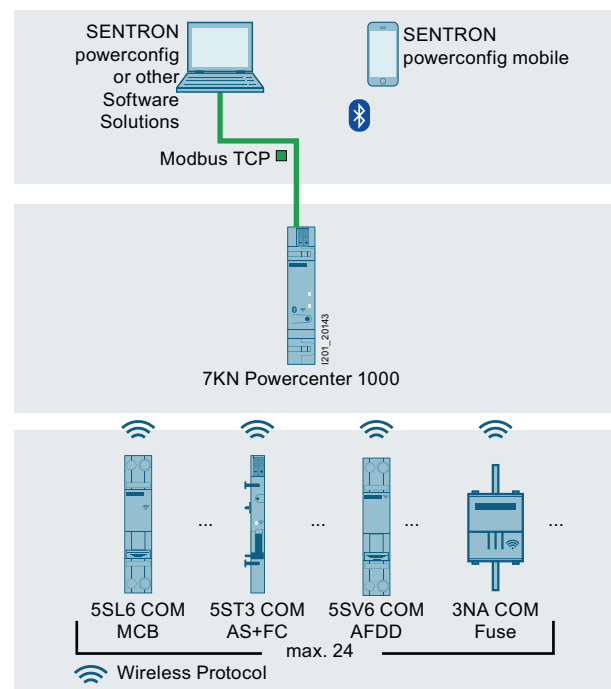 SENTRON
powerconfig
or other
Software
Solutions
SENTRON
powerconfig mobile
Modbus TCP
I201_20143
7KN Powercenter 1000
... ... ... ...
5SL6 COM
MCB
5ST3 COM
AS+FC
5SV6 COM
AFDD
3NA COM
Fuse
max. 24
Wireless Protocol